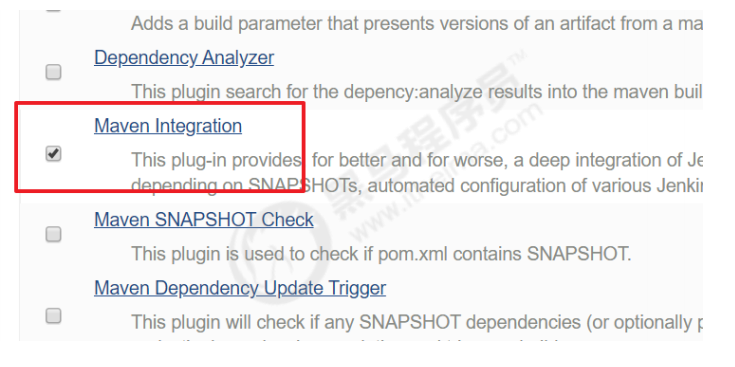 Adds a build parameter that presents versions of an artifact from a ma
Dependency Analyzer
This plugin search for the depency:analyze results into the maven buil
Maven Integration
This plug-in provides, for better and for worse, a deep integration of Je
depending on SNAPSHOTs, automated configuration of various Jenki
Maven SNAPSHOT Check
This plugin is used to check if pom.xml contains SNAPSHOT.
Maven Dependency Update Trigger
This plugin will check if any SNAPSHOT dependencies (or optionally p
黑马程序员™
www.itheima.com